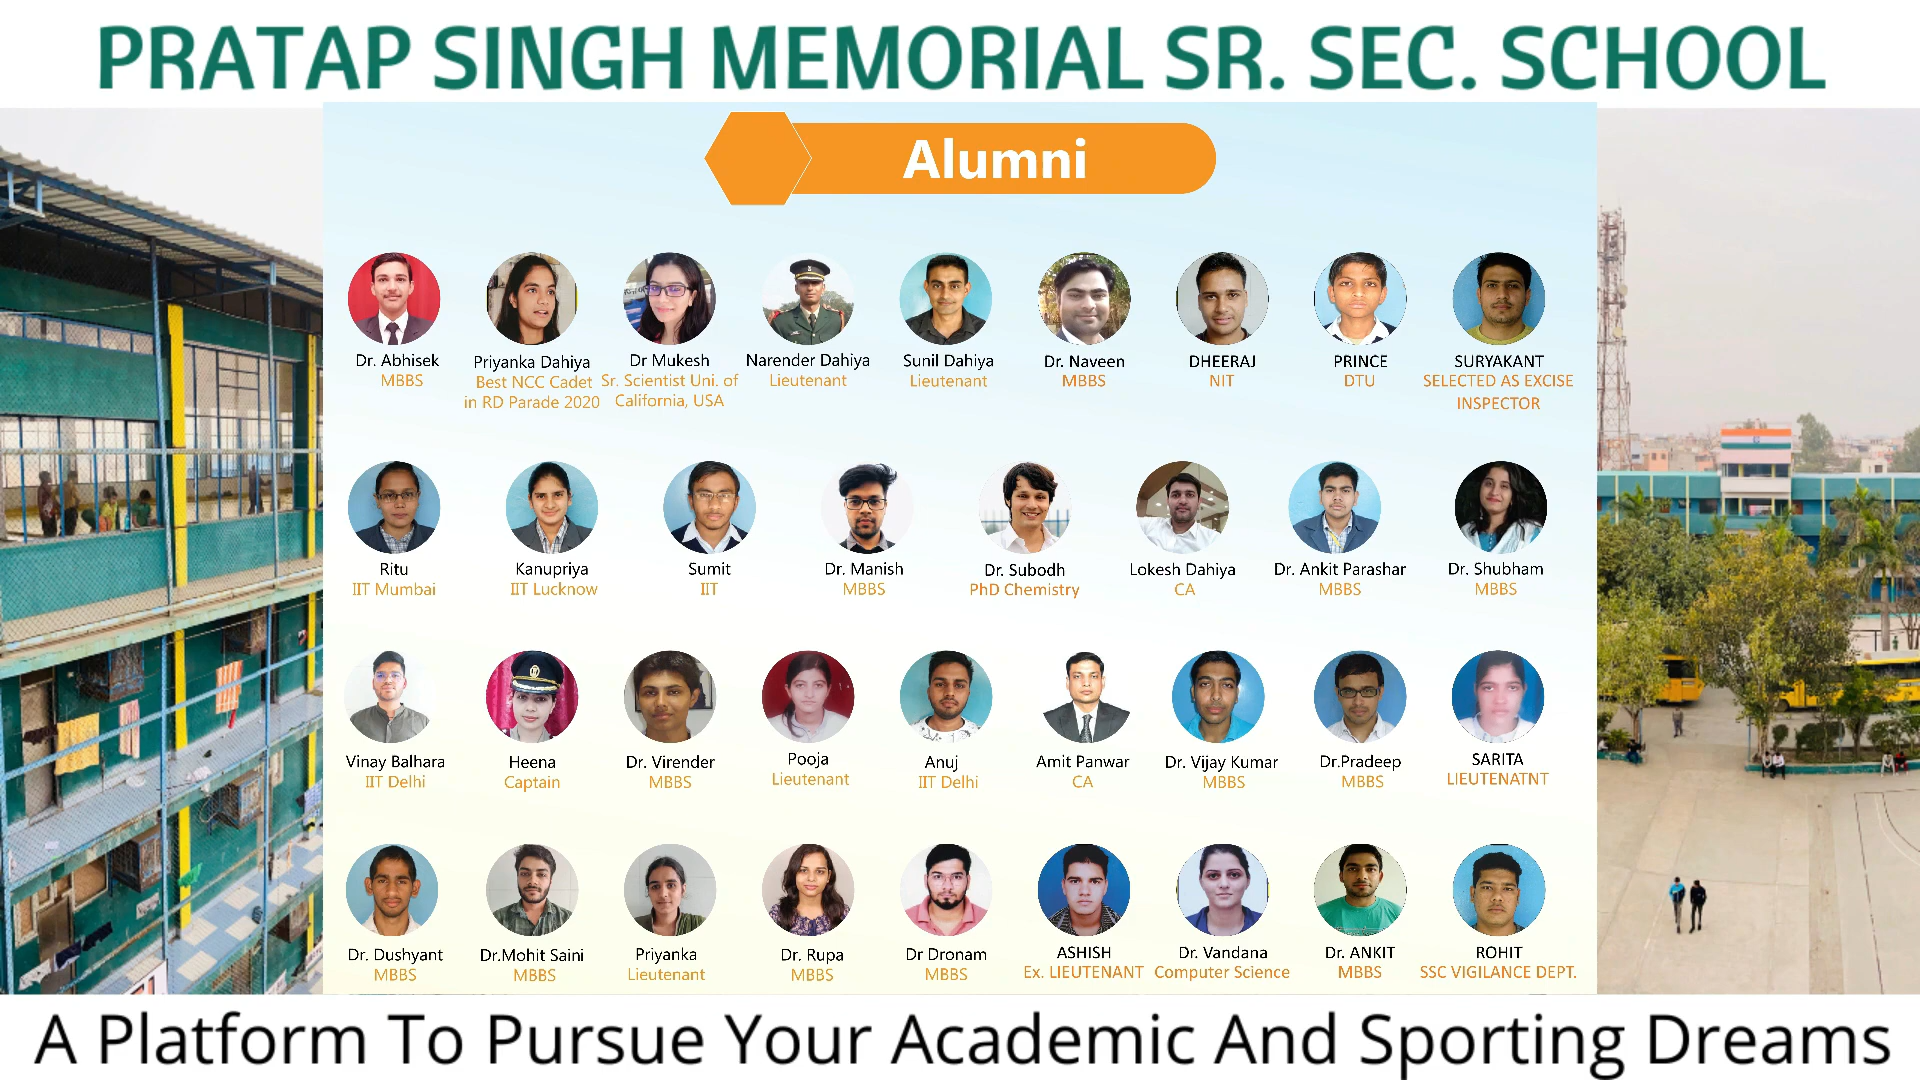 PRATAP SINGH MEMORIAL SR. SEC. SCHOOL
Alumni
Dr. Abhisek
MBBS
Priyanka Dahiya
Best NCC Cadet
in RD Parade 2020
Dr Mukesh
Sr. Scientist Uni. of
California, USA
Narender Dahiya
Lieutenant
Sunil Dahiya
Lieutenant
Dr. Naveen
MBBS
DHEERAJ
NIT
PRINCE
DTU
SURYAKANT
SELECTED AS EXCISE
INSPECTOR
Ritu
IIT Mumbai
Kanupriya
IIT Lucknow
Sumit
IIT
Dr. Manish
MBBS
Dr. Subodh
PhD Chemistry
Lokesh Dahiya
CA
Dr. Ankit Parashar
MBBS
Dr. Shubham
MBBS
Vinay Balhara
IIT Delhi
Heena
Captain
Dr. Virender
MBBS
Pooja
Lieutenant
Anuj
IIT Delhi
Amit Panwar
CA
Dr. Vijay Kumar
MBBS
Dr.Pradeep
MBBS
SARITA
LIEUTENATNT
Dr. Dushyant
MBBS
Dr.Mohit Saini
MBBS
Priyanka
Lieutenant
Dr. Rupa
MBBS
Dr Dronam
MBBS
ASHISH
Ex. LIEUTENANT
Dr. Vandana
Computer Science
Dr. ANKIT
MBBS
ROHIT
SSC VIGILANCE DEPT.
A Platform To Pursue Your Academic And Sporting Dreams